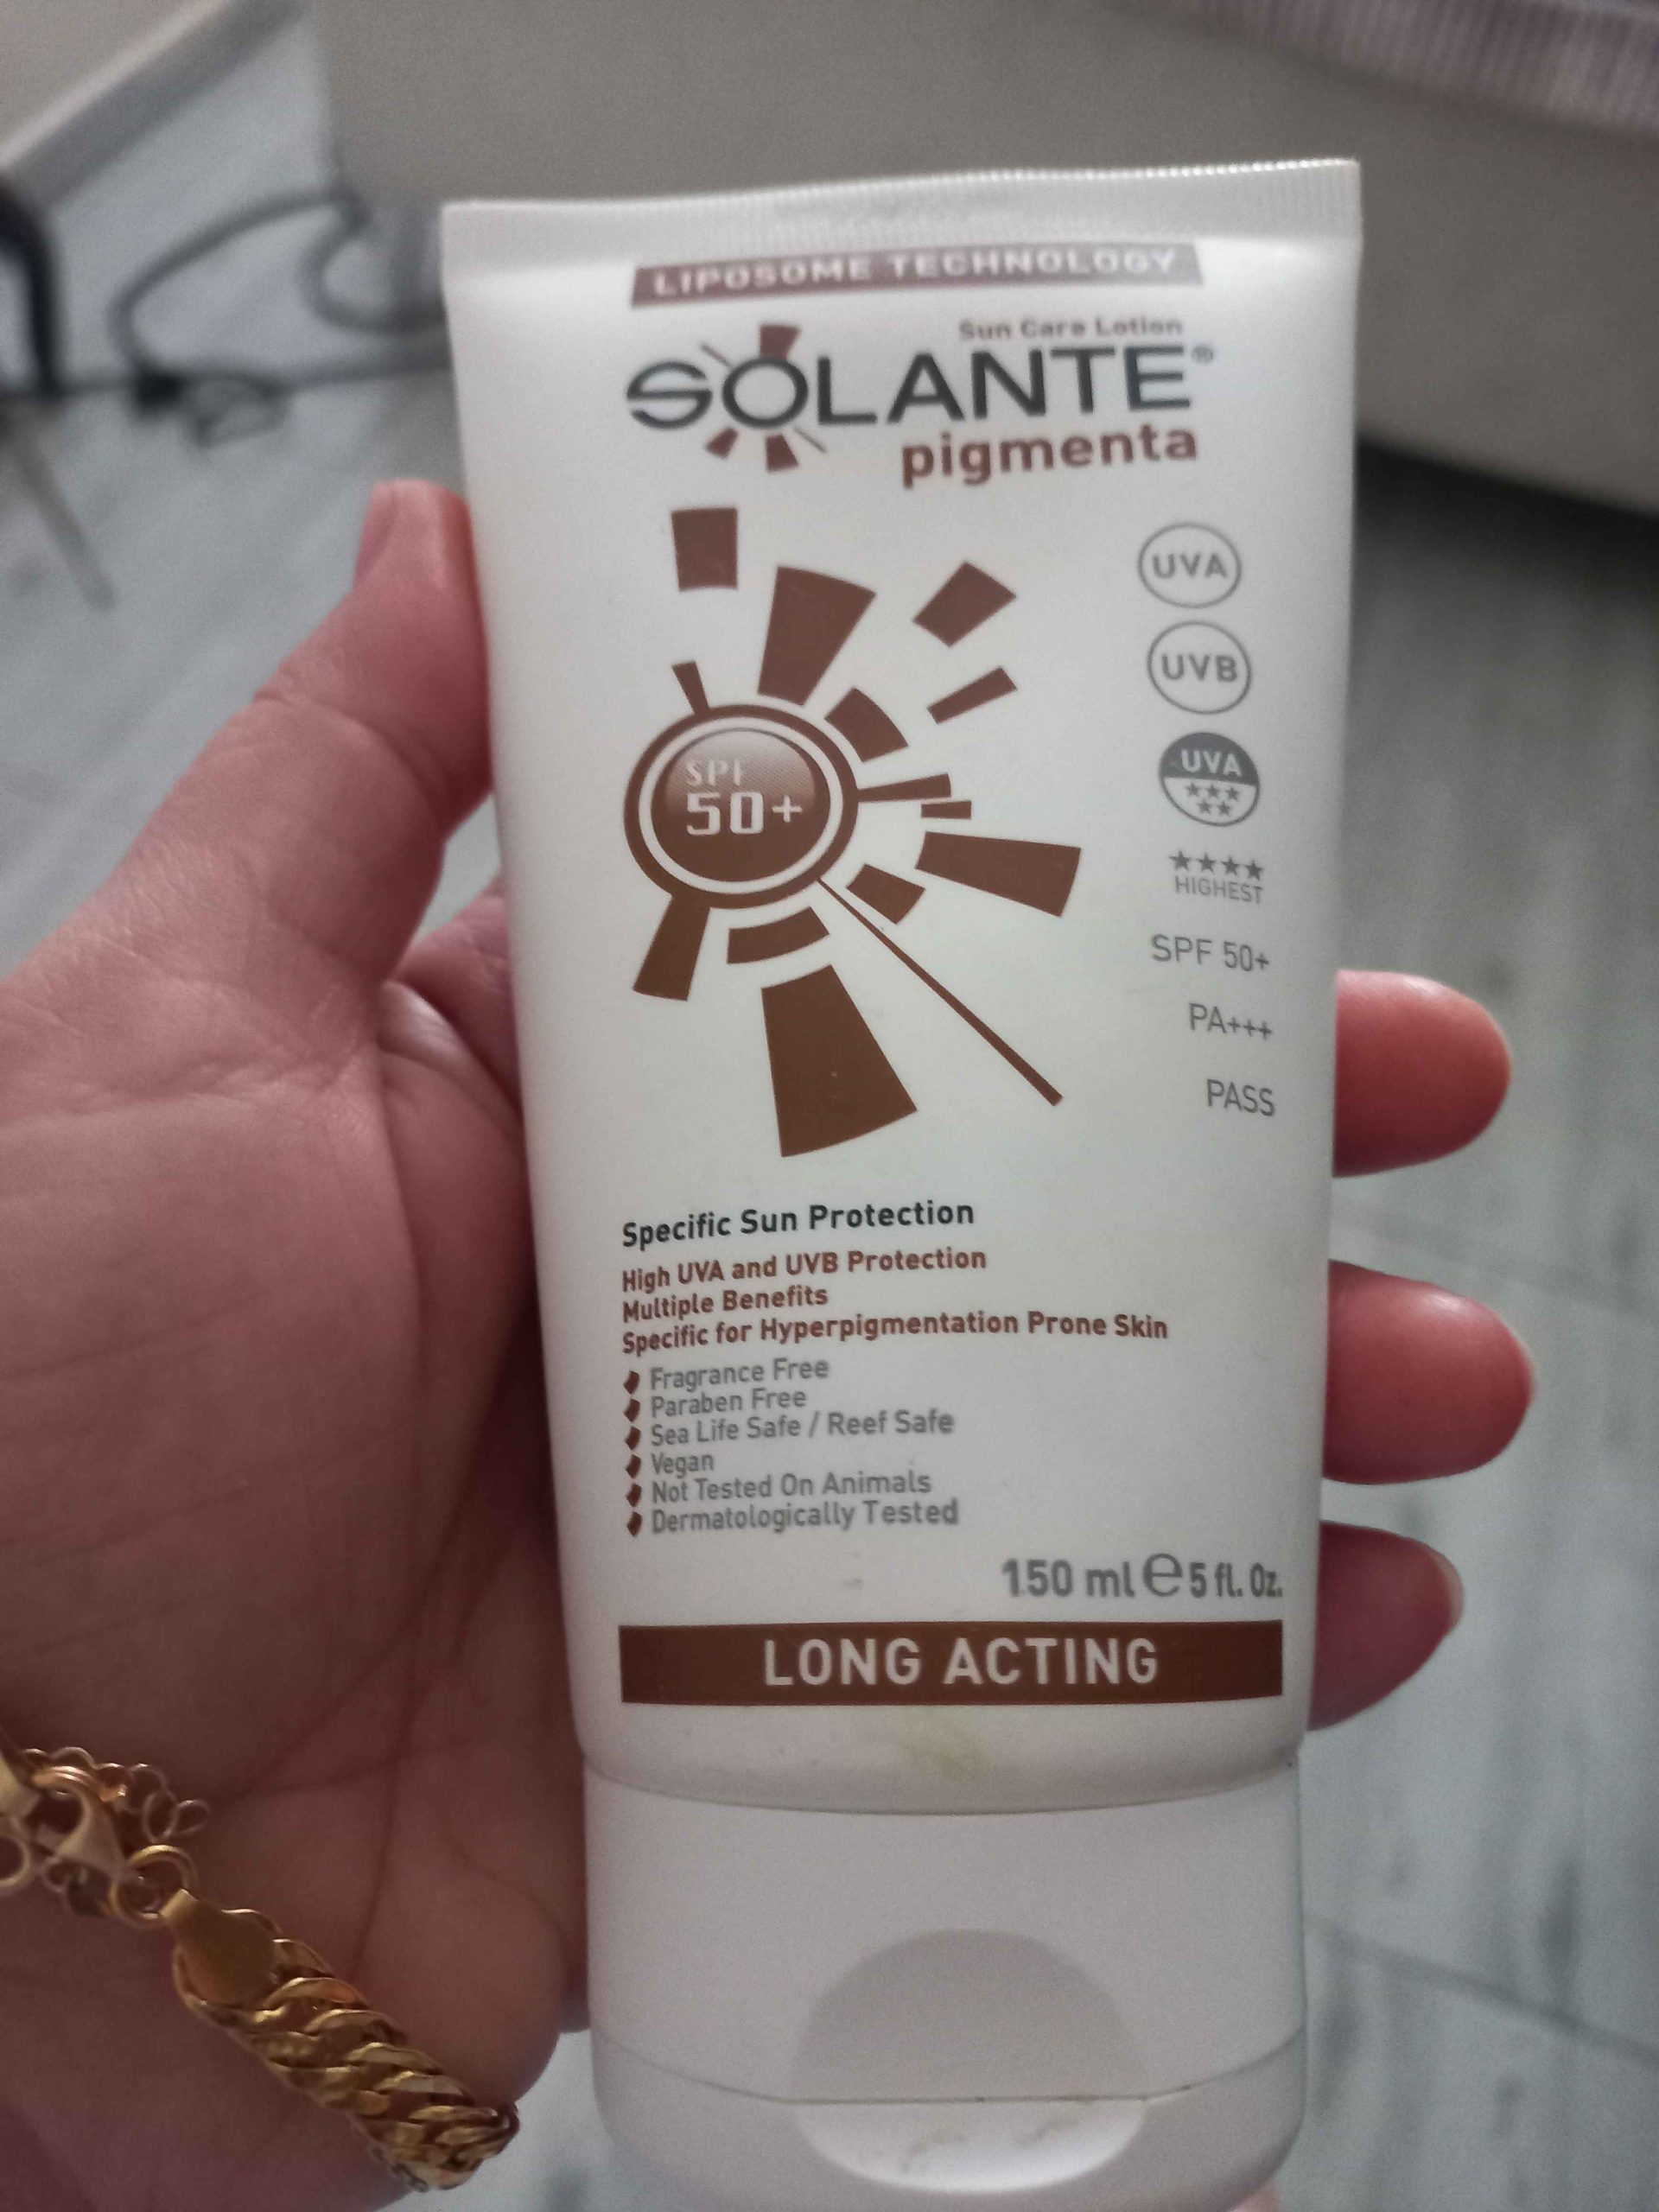 LIPOSOME TECHNOLOGY
Sun Care Lotion
SOLANTE®
pigmenta
UVA
UVB
UVA
SPF
50+
HIGHEST
SPF 50+
PA+++
PASS
Specific Sun Protection
High UVA and UVB Protection
Multiple Benefits
Specific for Hyperpigmentation Prone Skin
Fragrance Free
Paraben Free
Sea Life Safe / Reef Safe
Vegan
Not Tested On Animals
Dermatologically Tested
150 ml ℮ 5 fl. Oz.
LONG ACTING